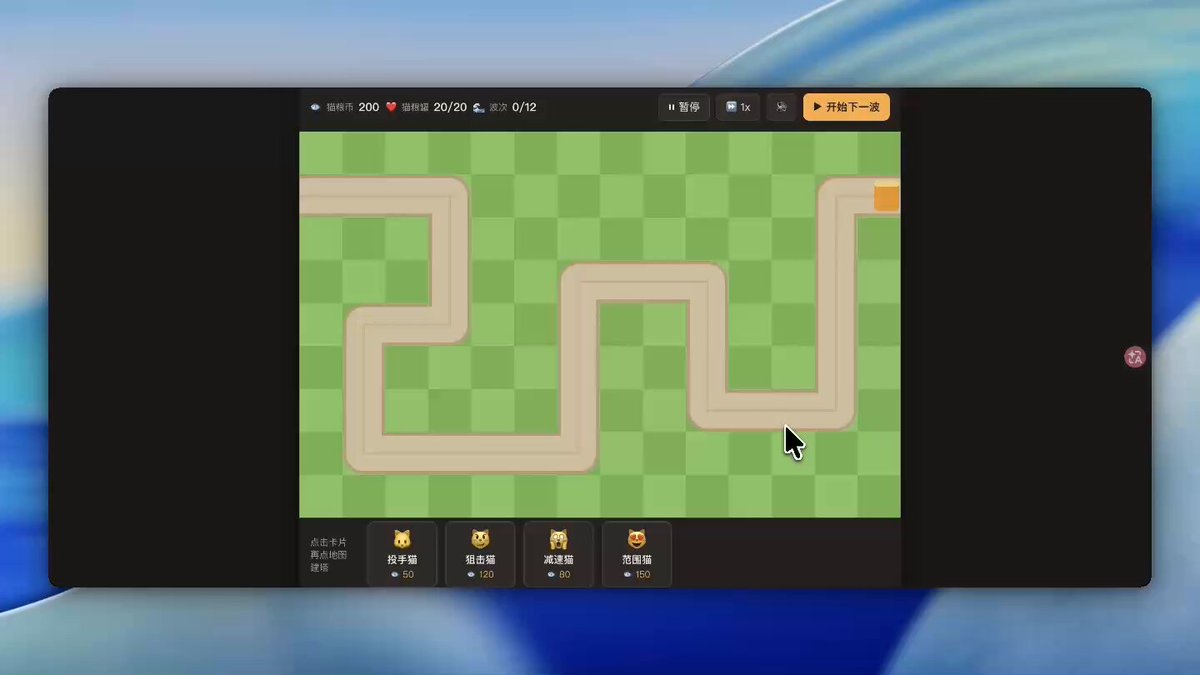 猫粮币 200 猫粮罐 20/20 波次 0/12
暂停
1x
开始下一波
点击卡片
再点地图
建塔
投手猫
50
狙击猫
120
减速猫
80
范围猫
150